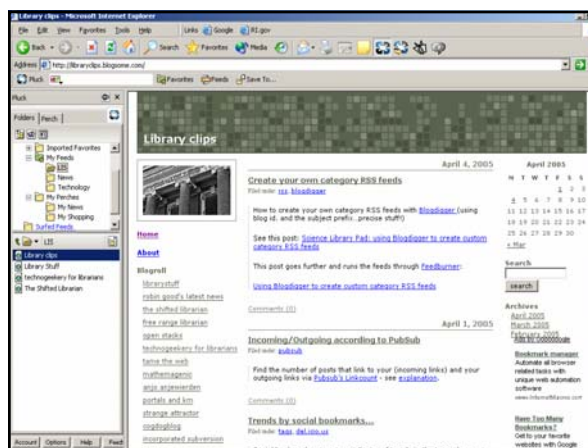 Library clips - Microsoft Internet Explorer
File Edit View Favorites Tools Help Links Google RI.gov
Back Search Favorites Media
Address http://libraryclips.blogsome.com/ Go
Pluck Favorites Feeds Save To...
Pluck
Folders Perch
Imported Favorites
My Feeds
LIS
News
Technology
My Perches
My News
My Shopping
Surfed Feeds
LIS
Library clips
Library Stuff
technogeekery for librarians
The Shifted Librarian
Account Options Help Feed
Library clips
Home
About
Blogroll
librarystuff
robin good's latest news
the shifted librarian
free range librarian
open stacks
technogeekery for librarians
tame the web
mathemagenic
anjo anjewierden
portals and km
strange attractor
cogdogblog
incorporated subversion
April 4, 2005
Create your own category RSS feeds
Filed under: rss, blogdigger
How to create your own category RSS feeds with Blogdigger (using
blog id. and the subject prefix...precise stuff!)
See this post: Science Library Pad: using Blogdigger to create custom
category RSS feeds
This post goes further and runs the feeds through Feedburner:
Using Blogdigger to create custom category RSS feeds
Comments (0)
April 1, 2005
Incoming/Outgoing according to PubSub
Filed under: pubsub
Find the number of posts that link to your (incoming links) and your
outgoing links via Pubsub's Linkcount - see explanation.
Comments (0)
Trends by social bookmarks...
Filed under: tags, del.icio.us
April 2005
M T W T F S S
1 2 3
4 5 6 7 8 9 10
11 12 13 14 15 16 17
18 19 20 21 22 23 24
25 26 27 28 29 30
« Mar
Search
search
Archives
April 2005
March 2005
February 2005
Ads by Goooooogle
Bookmark manager
Automate all browser
related tasks with
unique web automation
software
Have Too Many
Bookmarks?
Get to your favorite
websites with Google